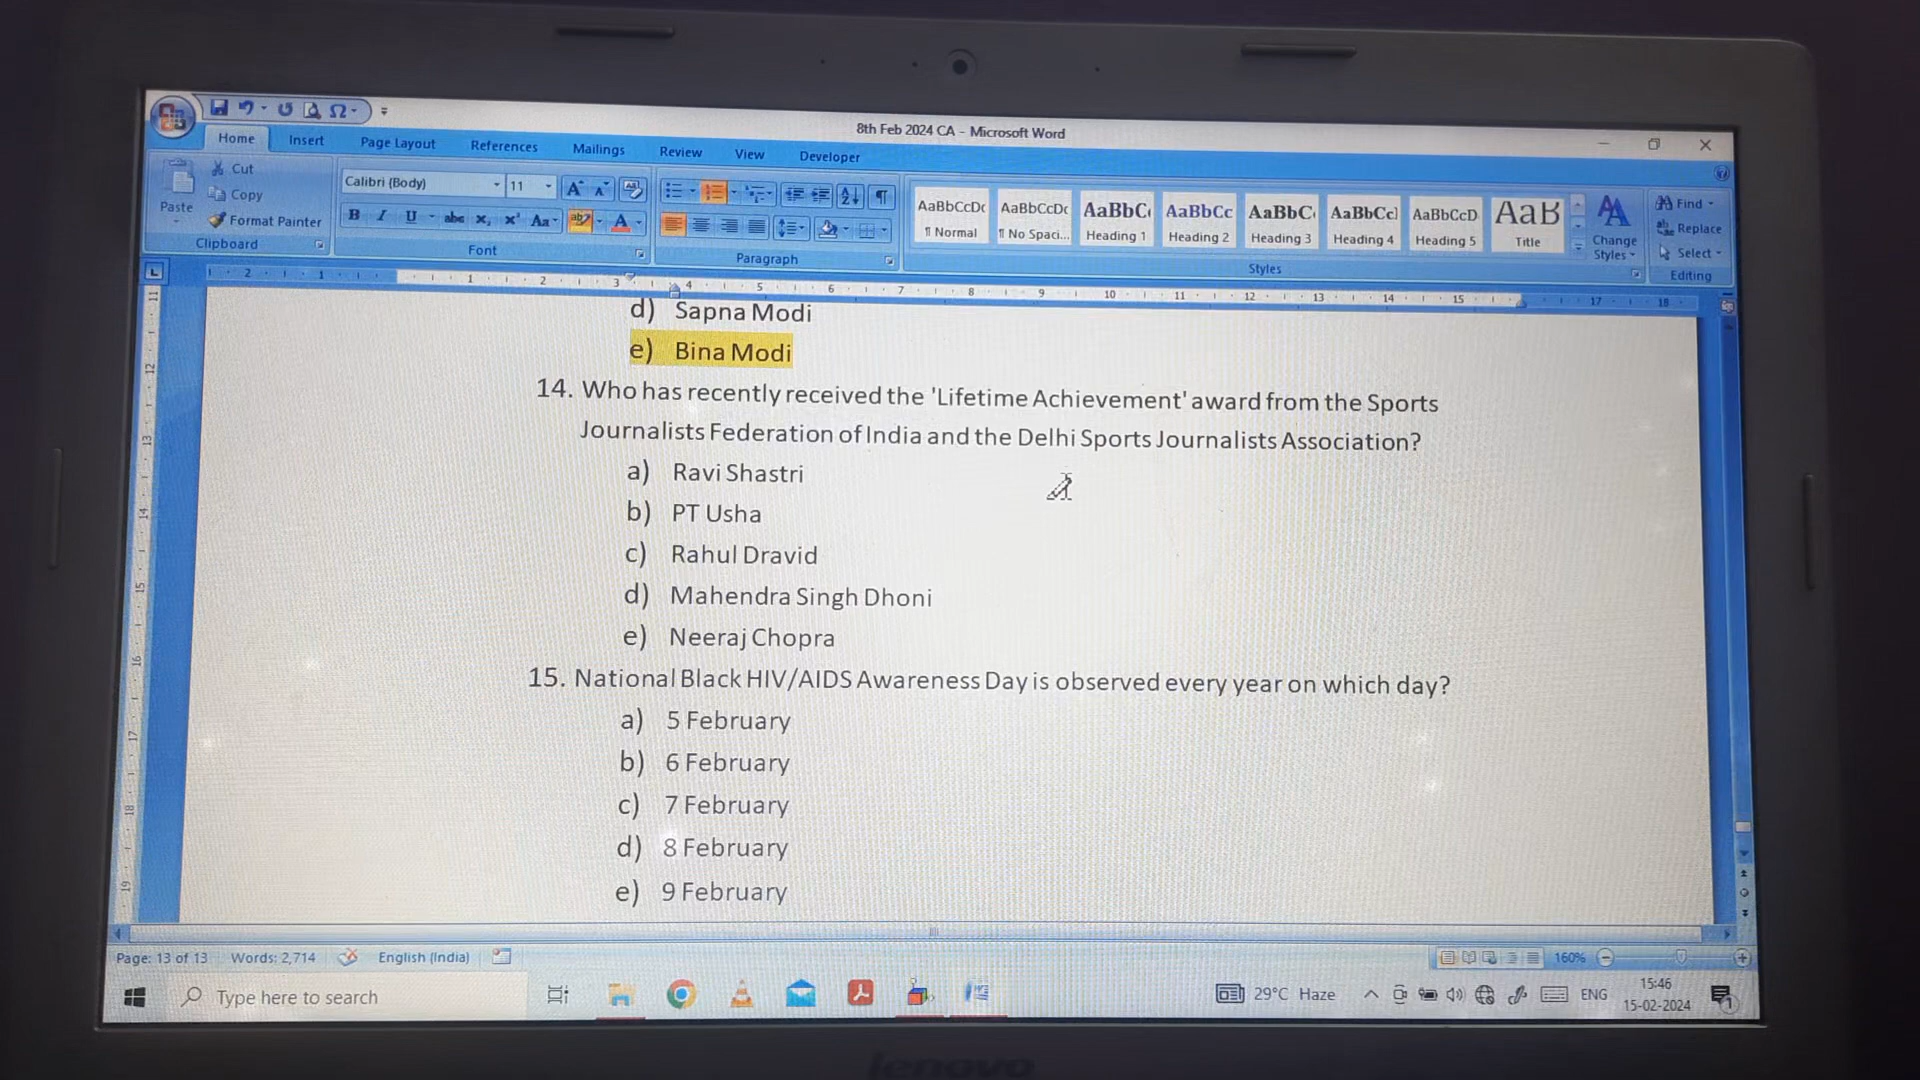 8th Feb 2024 CA - Microsoft Word
Home Insert Page Layout References Mailings Review View Developer
Paste
Cut
Copy
Format Painter
Clipboard
Calibri (Body) 11
Font
Paragraph
AaBbCcDc AaBbCcDc AaBbC AaBbCc AaBbC AaBbCc AaBbCcD AaB
¶ Normal ¶ No Spaci... Heading 1 Heading 2 Heading 3 Heading 4 Heading 5 Title
Change Styles
Styles
Find
Replace
Select
Editing
d) Sapna Modi
e) Bina Modi
14. Who has recently received the 'Lifetime Achievement' award from the Sports
Journalists Federation of India and the Delhi Sports Journalists Association?
a) Ravi Shastri
b) PT Usha
c) Rahul Dravid
d) Mahendra Singh Dhoni
e) Neeraj Chopra
15. National Black HIV/AIDS Awareness Day is observed every year on which day?
a) 5 February
b) 6 February
c) 7 February
d) 8 February
e) 9 February
Page: 13 of 13 Words: 2,714 English (India) 160%
Type here to search
29°C Haze ENG 15:46
15-02-2024
lenovo